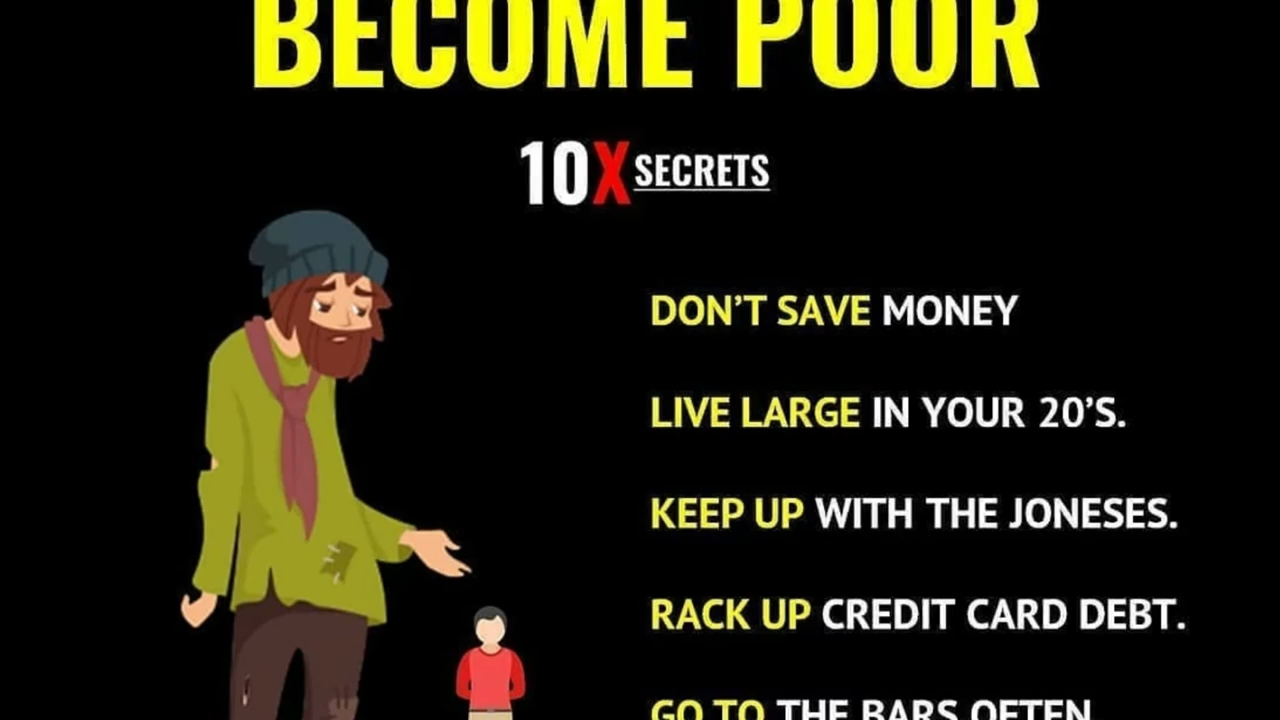 BECOME POOR
10X SECRETS
DON'T SAVE MONEY
LIVE LARGE IN YOUR 20'S.
KEEP UP WITH THE JONESES.
RACK UP CREDIT CARD DEBT.
GO TO THE BARS OFTEN